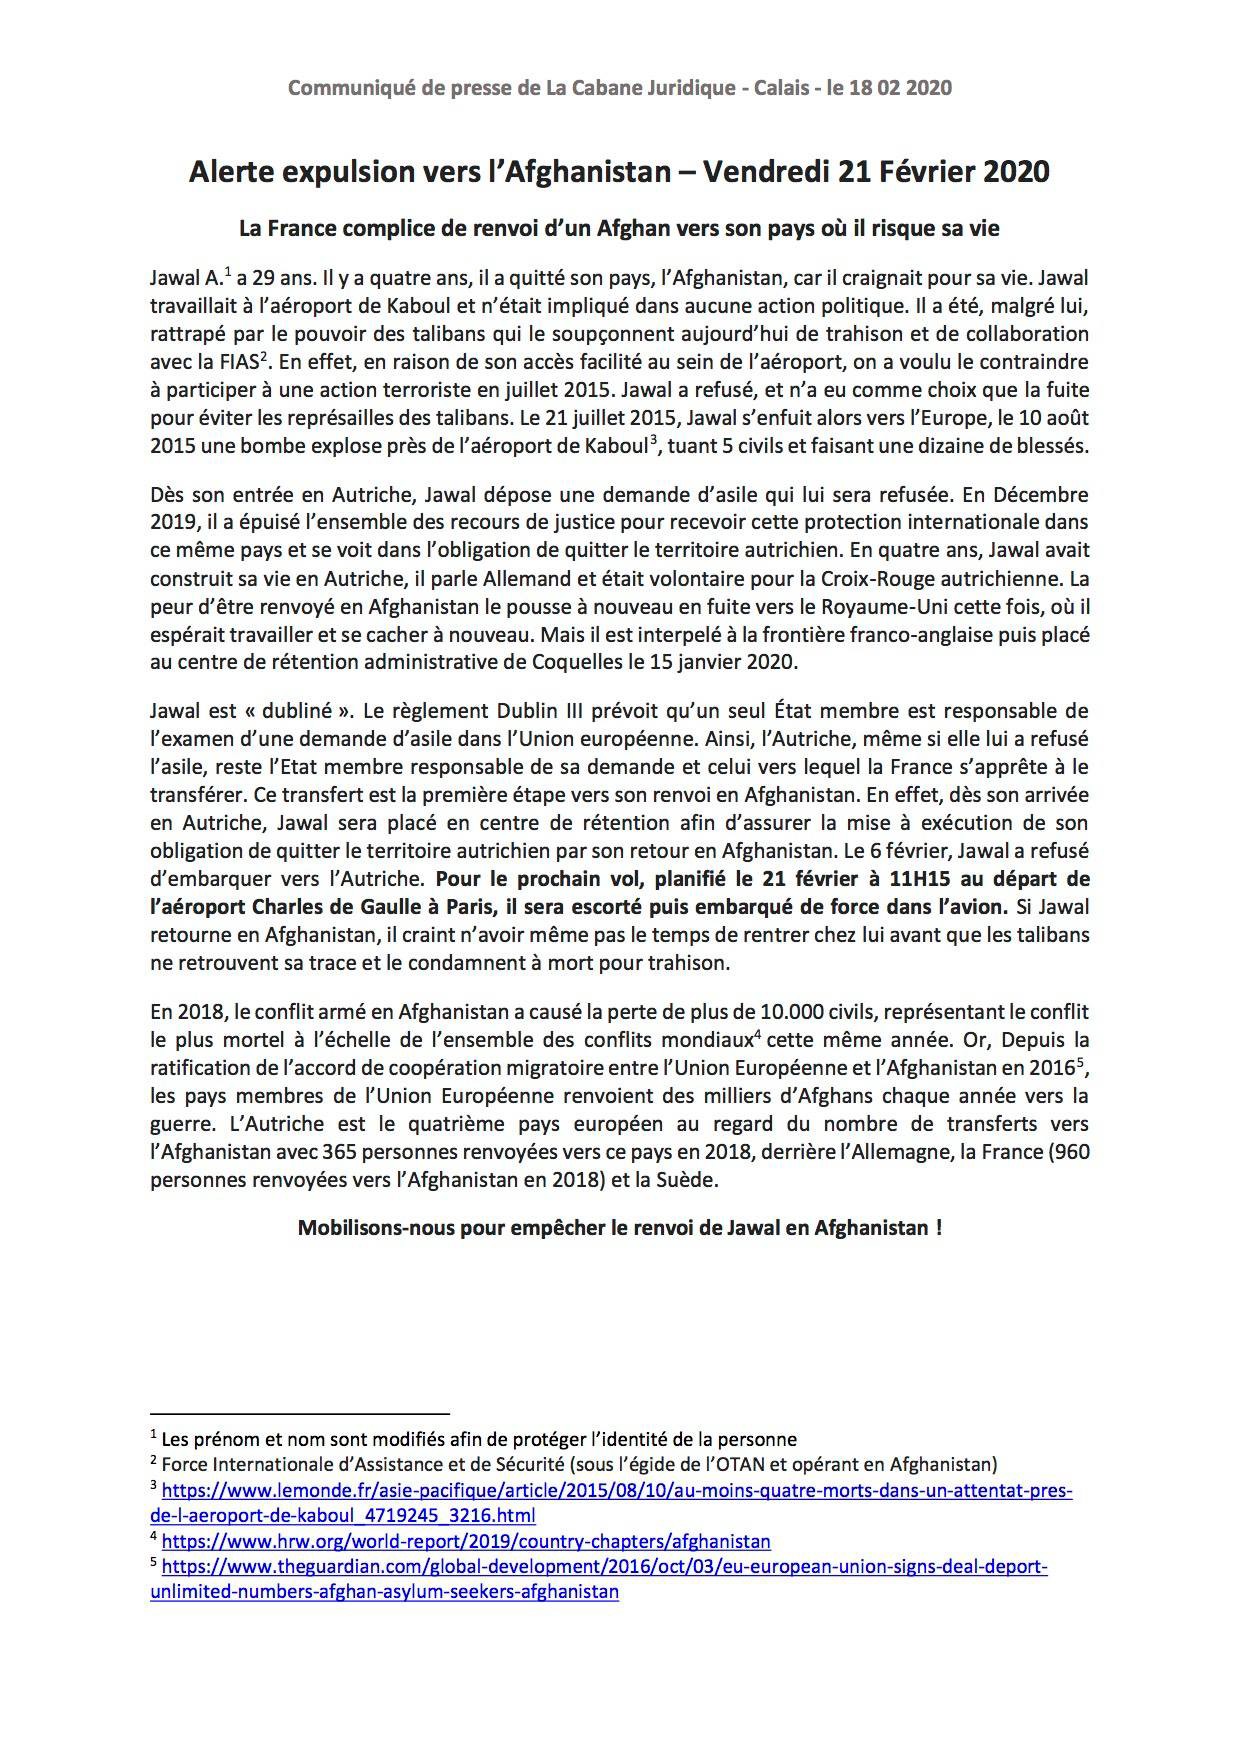 Communiqué de presse de La Cabane Juridique - Calais - le 18 02 2020
Alerte expulsion vers l’Afghanistan – Vendredi 21 Février 2020
La France complice de renvoi d’un Afghan vers son pays où il risque sa vie
Jawal A.¹ a 29 ans. Il y a quatre ans, il a quitté son pays, l’Afghanistan, car il craignait pour sa vie. Jawal
travaillait à l’aéroport de Kaboul et n’était impliqué dans aucune action politique. Il a été, malgré lui,
rattrapé par le pouvoir des talibans qui le soupçonnent aujourd’hui de trahison et de collaboration
avec la FIAS². En effet, en raison de son accès facilité au sein de l’aéroport, on a voulu le contraindre
à participer à une action terroriste en juillet 2015. Jawal a refusé, et n’a eu comme choix que la fuite
pour éviter les représailles des talibans. Le 21 juillet 2015, Jawal s’enfuit alors vers l’Europe, le 10 août
2015 une bombe explose près de l’aéroport de Kaboul³, tuant 5 civils et faisant une dizaine de blessés.
Dès son entrée en Autriche, Jawal dépose une demande d’asile qui lui sera refusée. En Décembre
2019, il a épuisé l’ensemble des recours de justice pour recevoir cette protection internationale dans
ce même pays et se voit dans l’obligation de quitter le territoire autrichien. En quatre ans, Jawal avait
construit sa vie en Autriche, il parle Allemand et était volontaire pour la Croix-Rouge autrichienne. La
peur d’être renvoyé en Afghanistan le pousse à nouveau en fuite vers le Royaume-Uni cette fois, où il
espérait travailler et se cacher à nouveau. Mais il est interpelé à la frontière franco-anglaise puis placé
au centre de rétention administrative de Coquelles le 15 janvier 2020.
Jawal est « dubliné ». Le règlement Dublin III prévoit qu’un seul État membre est responsable de
l’examen d’une demande d’asile dans l’Union européenne. Ainsi, l’Autriche, même si elle lui a refusé
l’asile, reste l’Etat membre responsable de sa demande et celui vers lequel la France s’apprête à le
transférer. Ce transfert est la première étape vers son renvoi en Afghanistan. En effet, dès son arrivée
en Autriche, Jawal sera placé en centre de rétention afin d’assurer la mise à exécution de son
obligation de quitter le territoire autrichien par son retour en Afghanistan. Le 6 février, Jawal a refusé
d’embarquer vers l’Autriche. Pour le prochain vol, planifié le 21 février à 11H15 au départ de
l’aéroport Charles de Gaulle à Paris, il sera escorté puis embarqué de force dans l’avion. Si Jawal
retourne en Afghanistan, il craint n’avoir même pas le temps de rentrer chez lui avant que les talibans
ne retrouvent sa trace et le condamnent à mort pour trahison.
En 2018, le conflit armé en Afghanistan a causé la perte de plus de 10.000 civils, représentant le conflit
le plus mortel à l’échelle de l’ensemble des conflits mondiaux⁴ cette même année. Or, Depuis la
ratification de l’accord de coopération migratoire entre l’Union Européenne et l’Afghanistan en 2016⁵,
les pays membres de l’Union Européenne renvoient des milliers d’Afghans chaque année vers la
guerre. L’Autriche est le quatrième pays européen au regard du nombre de transferts vers
l’Afghanistan avec 365 personnes renvoyées vers ce pays en 2018, derrière l’Allemagne, la France (960
personnes renvoyées vers l’Afghanistan en 2018) et la Suède.
Mobilisons-nous pour empêcher le renvoi de Jawal en Afghanistan !
¹ Les prénom et nom sont modifiés afin de protéger l’identité de la personne
² Force Internationale d’Assistance et de Sécurité (sous l’égide de l’OTAN et opérant en Afghanistan)
³ https://www.lemonde.fr/asie-pacifique/article/2015/08/10/au-moins-quatre-morts-dans-un-attentat-pres-
de-l-aeroport-de-kaboul_4719245_3216.html
⁴ https://www.hrw.org/world-report/2019/country-chapters/afghanistan
⁵ https://www.theguardian.com/global-development/2016/oct/03/eu-european-union-signs-deal-deport-
unlimited-numbers-afghan-asylum-seekers-afghanistan